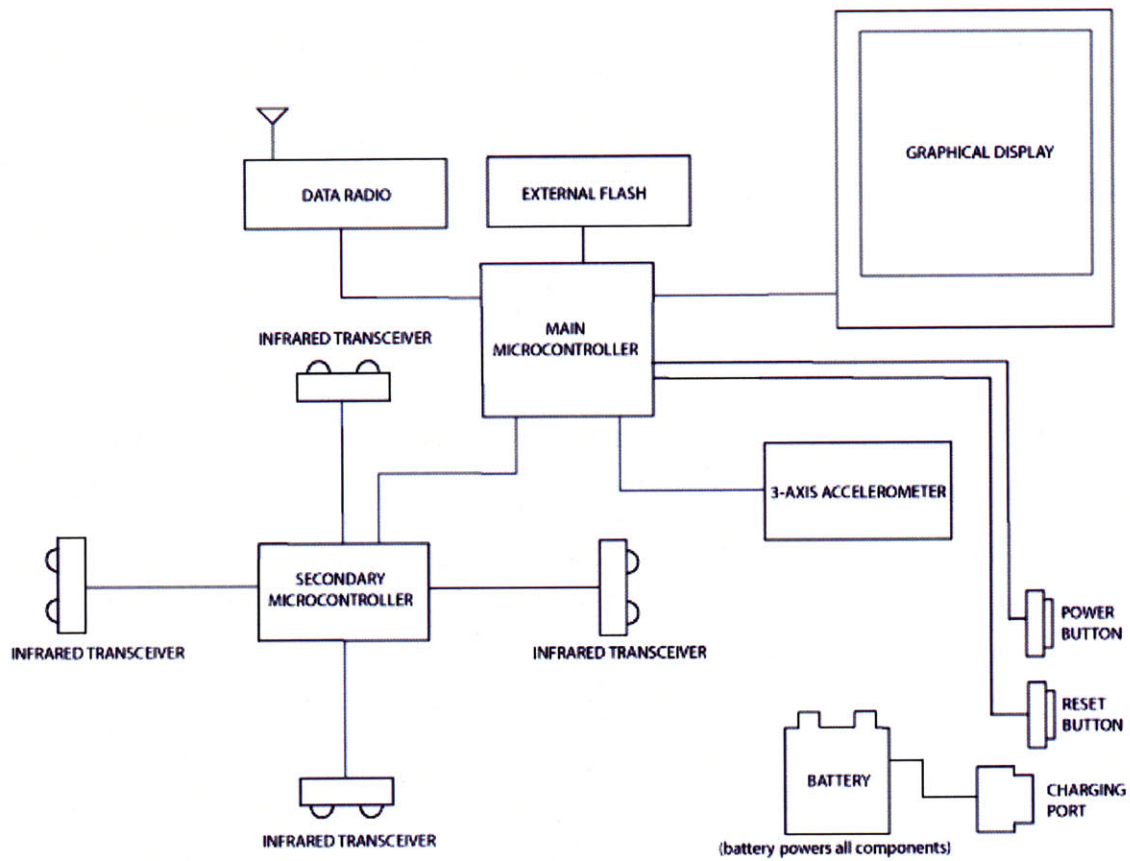 GRAPHICAL DISPLAY
DATA RADIO
EXTERNAL FLASH
MAIN
MICROCONTROLLER
INFRARED TRANSCEIVER
3-AXIS ACCELEROMETER
SECONDARY
MICROCONTROLLER
INFRARED TRANSCEIVER
INFRARED TRANSCEIVER
POWER
BUTTON
RESET
BUTTON
BATTERY
CHARGING
PORT
INFRARED TRANSCEIVER
(battery powers all components)